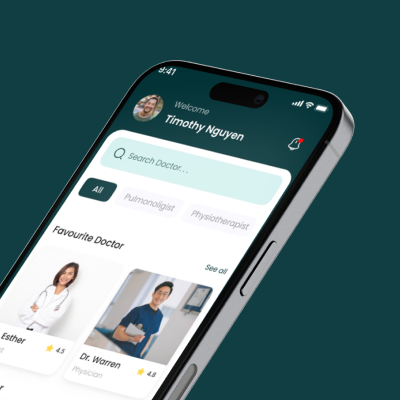 9:41
Welcome
Timothy Nguyen
Search Doctor...
All
Pulmonoligist
Physiotherapist
Favourite Doctor
See all
Esther
4.5
Dr. Warren
4.8
Physician